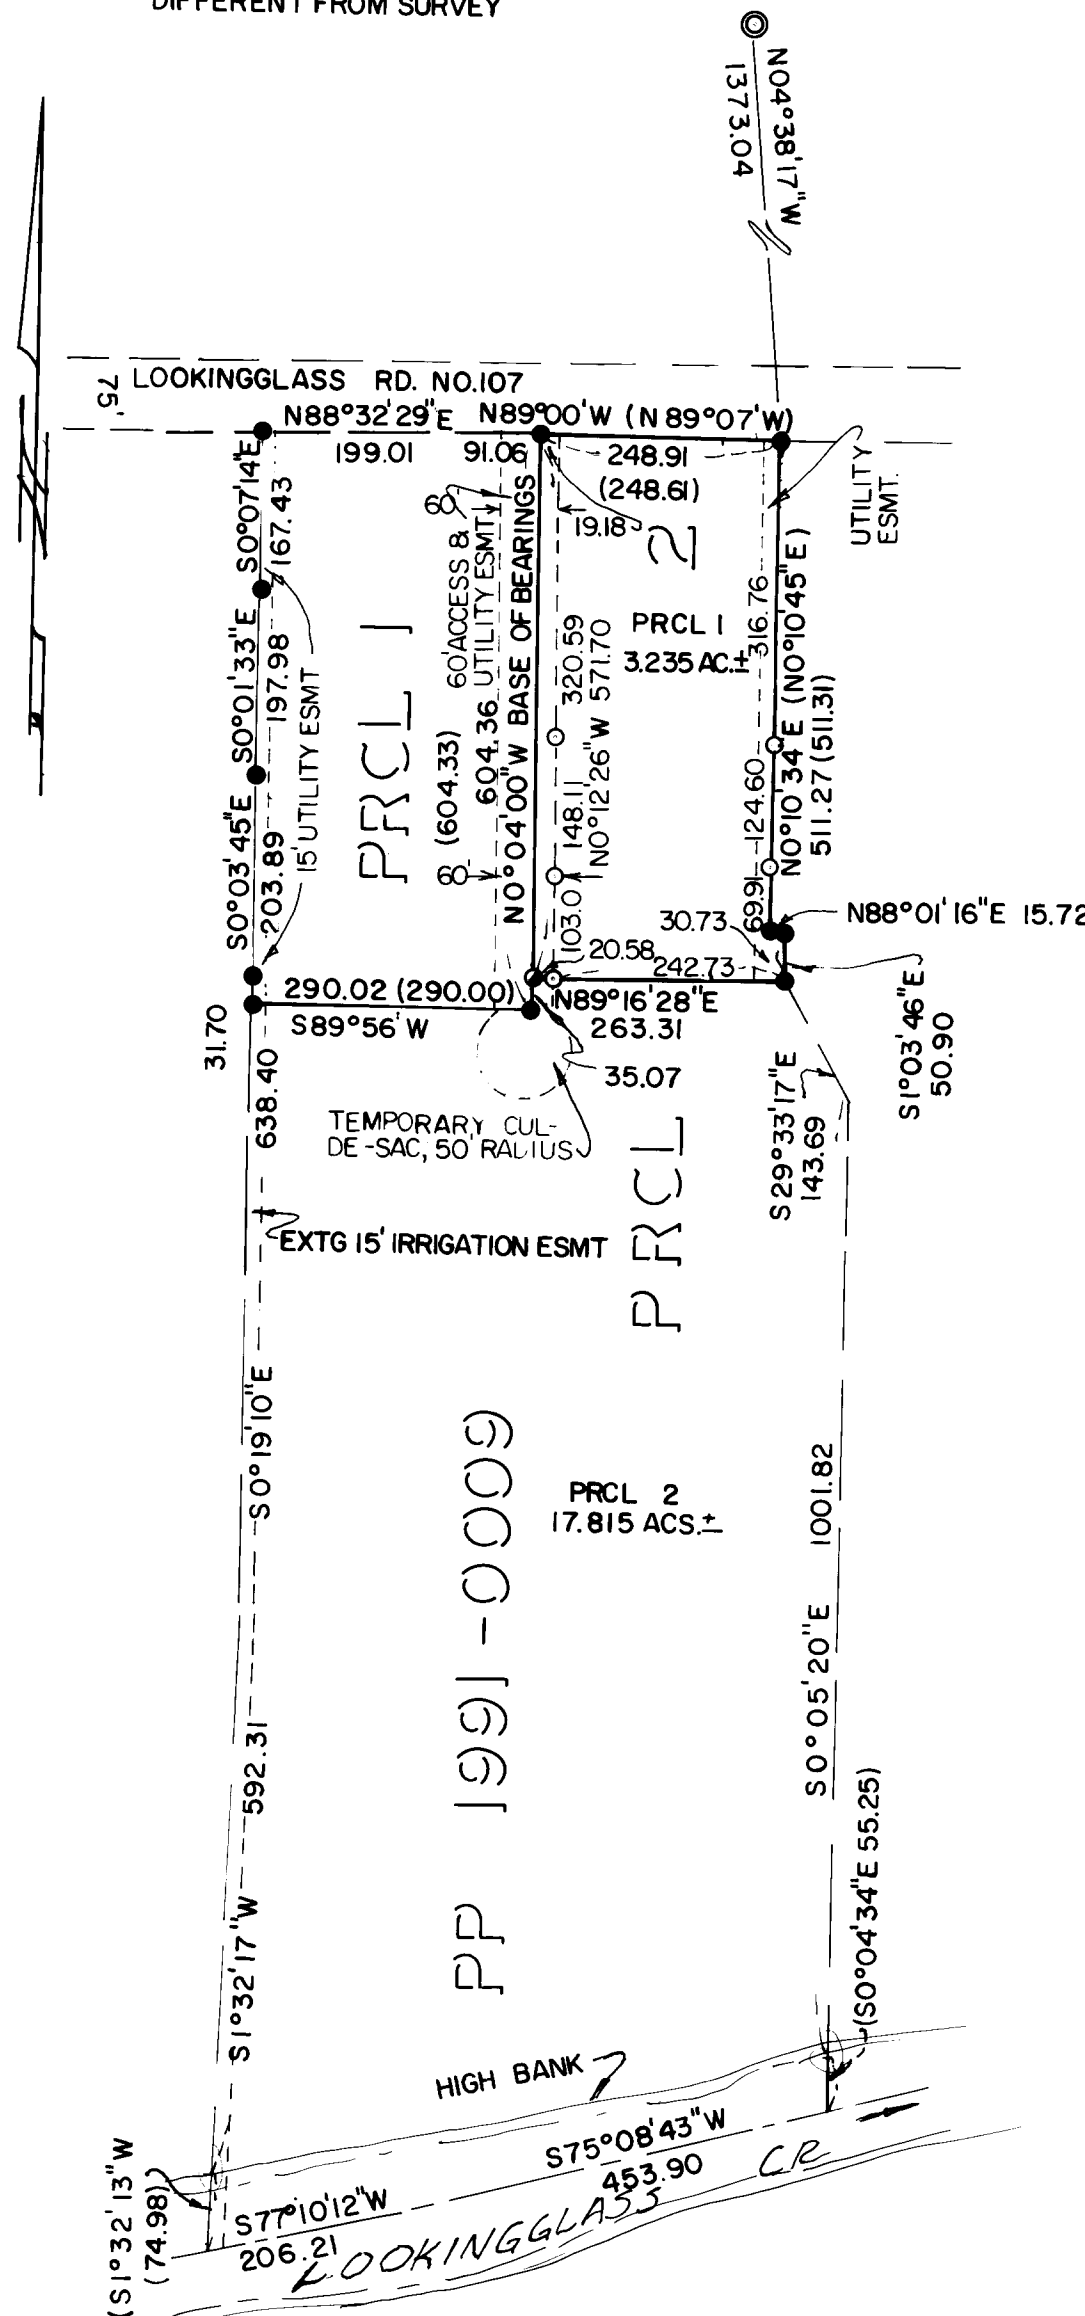 DIFFERENT FROM SURVEY
N04°38'17"W
1373.04
75'
LOOKINGGLASS RD. NO.107
N88°32'29"E
N89°00'W (N89°07'W)
199.01
91.06
248.91
(248.61)
60'
19.18
UTILITY
ESMT.
S0°07'14"E
167.43
S0°01'33"E
197.98
S0°03'45"E
203.89
15' UTILITY ESMT
PRCL 1
(604.33)
604.36
60' ACCESS &
UTILITY ESMT
60'
N0°04'00"W BASE OF BEARINGS
320.59
148.11
103.0
N0°12'26"W 571.70
2
PRCL 1
3.235 AC.±
316.76
124.60
69.91
N0°10'34"E (N0°10'45"E)
511.27 (511.31)
N88°01'16"E 15.72
30.73
20.58
242.73
N89°16'28"E
263.31
S1°03'46"E
50.90
290.02 (290.00)
S89°56'W
31.70
638.40
35.07
TEMPORARY CUL-
DE-SAC, 50' RADIUS
S29°33'17"E
143.69
PRCL
EXTG 15' IRRIGATION ESMT
S0°19'10"E
PP 1991-0009
PRCL 2
17.815 ACS.±
1001.82
S0°05'20"E
592.31
S1°32'17"W
(S0°04'34"E 55.25)
HIGH BANK
S75°08'43"W
453.90
S77°10'12"W
206.21
(S1°32'13"W
(74.98)
LOOKINGGLASS CR